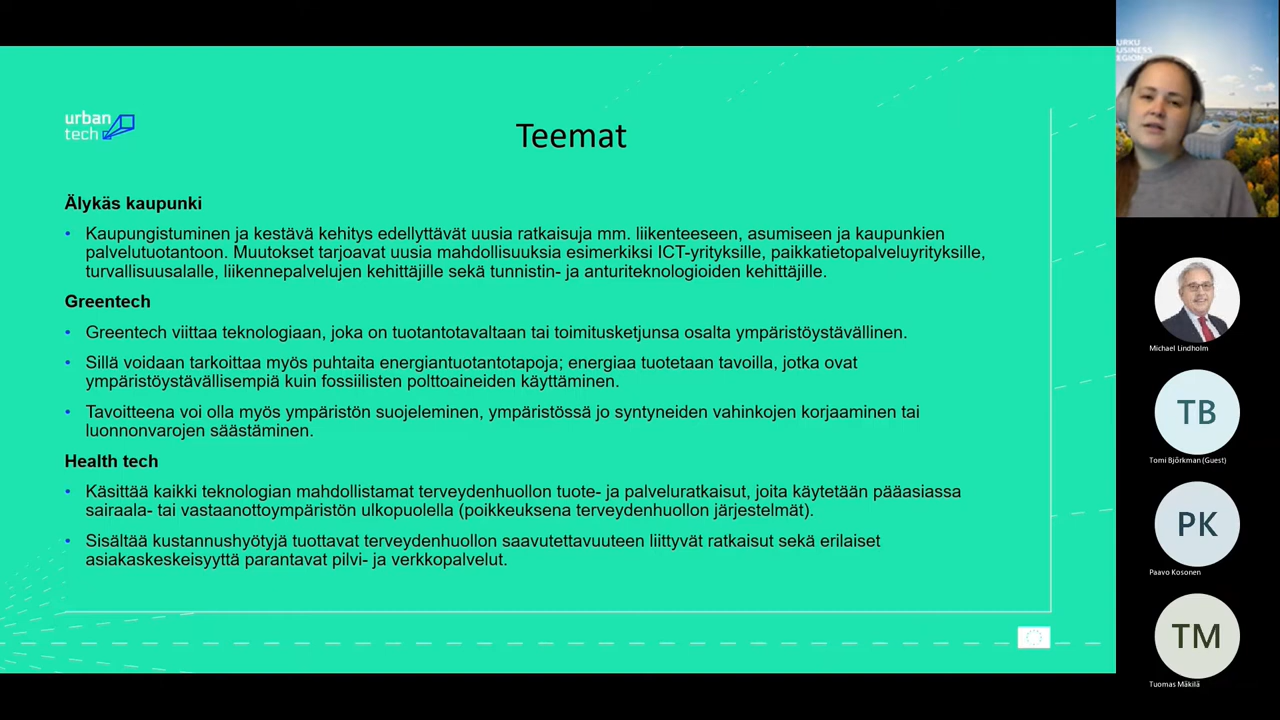 urban
tech
Teemat
Älykäs kaupunki
• Kaupungistuminen ja kestävä kehitys edellyttävät uusia ratkaisuja mm. liikenteeseen, asumiseen ja kaupunkien
palvelutuotantoon. Muutokset tarjoavat uusia mahdollisuuksia esimerkiksi ICT-yrityksille, paikkatietopalveluyrityksille,
turvallisuusalalle, liikennepalvelujen kehittäjille sekä tunnistin- ja anturiteknologioiden kehittäjille.
Greentech
• Greentech viittaa teknologiaan, joka on tuotantotavaltaan tai toimitusketjunsa osalta ympäristöystävällinen.
• Sillä voidaan tarkoittaa myös puhtaita energiantuotantotapoja; energiaa tuotetaan tavoilla, jotka ovat
ympäristöystävällisempiä kuin fossiilisten polttoaineiden käyttäminen.
• Tavoitteena voi olla myös ympäristön suojeleminen, ympäristössä jo syntyneiden vahinkojen korjaaminen tai
luonnonvarojen säästäminen.
Health tech
• Käsittää kaikki teknologian mahdollistamat terveydenhuollon tuote- ja palveluratkaisut, joita käytetään pääasiassa
sairaala- tai vastaanottoympäristön ulkopuolella (poikkeuksena terveydenhuollon järjestelmät).
• Sisältää kustannushyötyjä tuottavat terveydenhuollon saavutettavuuteen liittyvät ratkaisut sekä erilaiset
asiakaskeskeisyyttä parantavat pilvi- ja verkkopalvelut.
URKU
USINESS
EGION
Michael Lindholm
TB
Tomi Björkman (Guest)
PK
Paavo Kosonen
TM
Tuomas Mäkilä